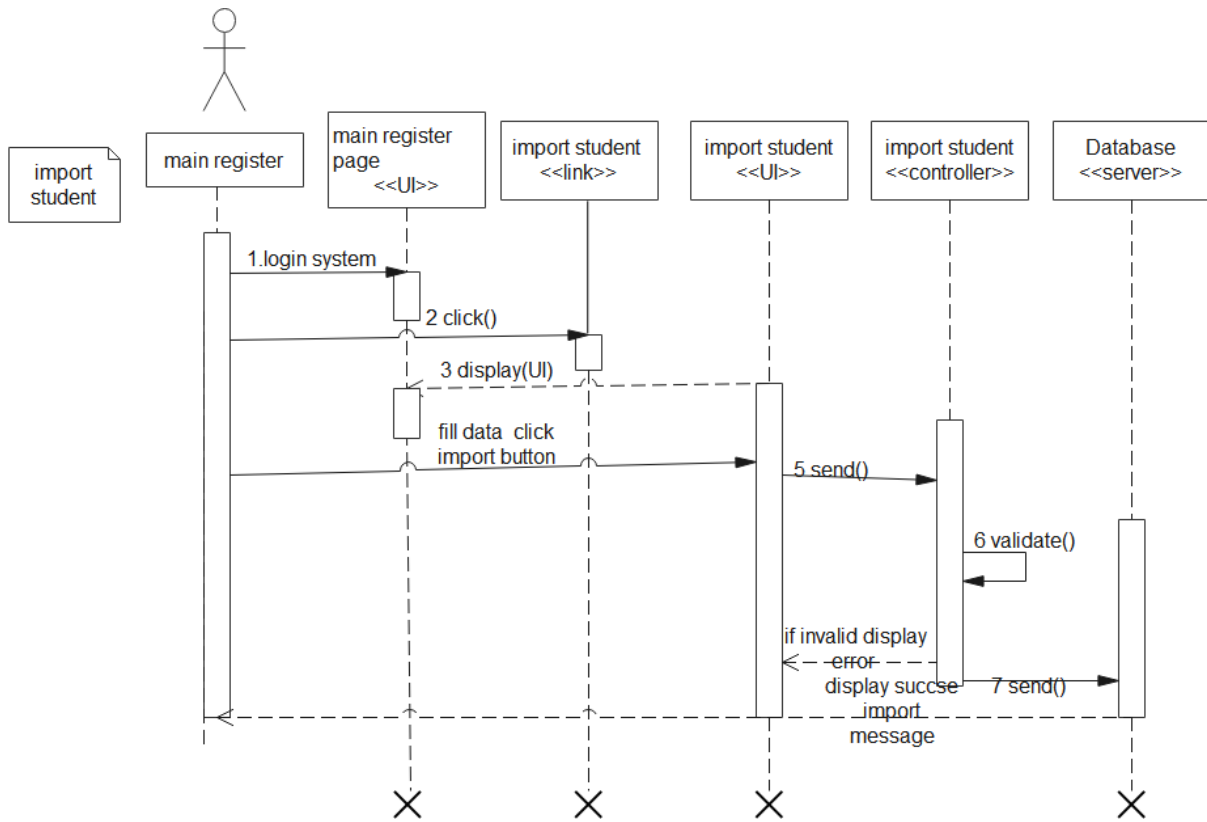 import
student
main register
main register
page
<<UI>>
import student
<<link>>
import student
<<UI>>
import student
<<controller>>
Database
<<server>>
1.login system
2 click()
3 display(UI)
fill data click
import button
5 send()
6 validate()
if invalid display
error
7 send()
display succse
import
message